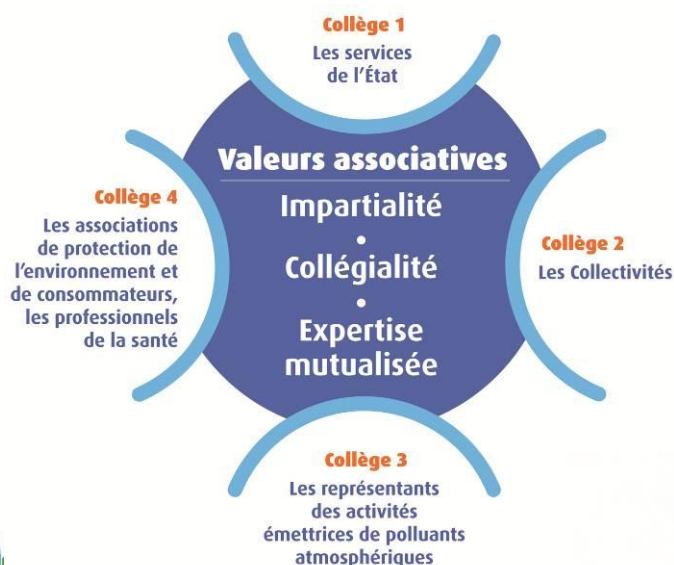 Collège 1
Les services
de l'État
Valeurs associatives
Impartialité
•
Collégialité
•
Expertise
mutualisée
Collège 4
Les associations
de protection de
l'environnement et
de consommateurs,
les professionnels
de la santé
Collège 2
Les Collectivités
Collège 3
Les représentants
des activités
émettrices de polluants
atmosphériques